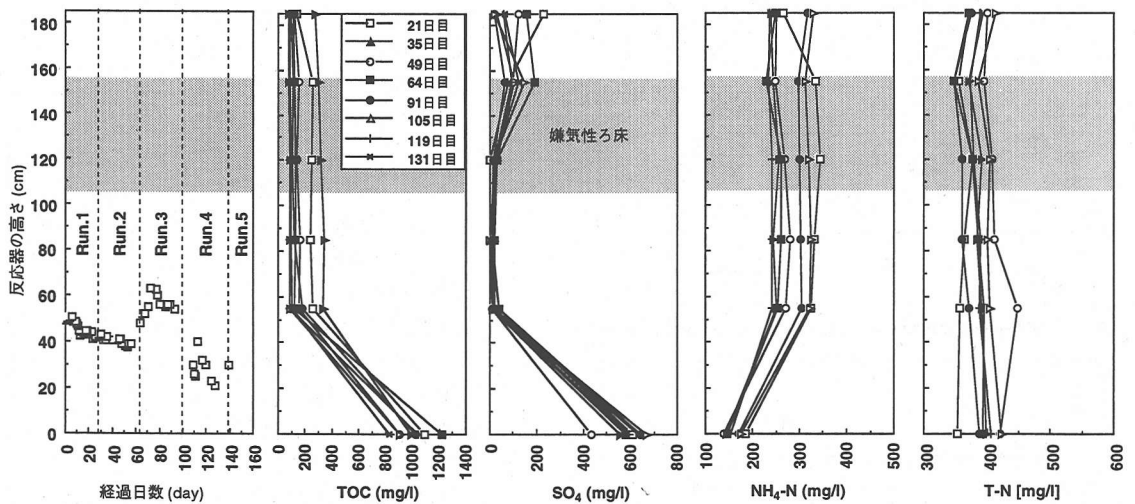 反応器の高さ (cm)
180
160
140
120
100
80
60
40
20
0
Run.1
Run.2
Run.3
Run.4
Run.5
0
20
40
60
80
100
120
140
160
経過日数 (day)
21日目
35日目
49日目
64日目
91日目
105日目
119日目
131日目
0
200
400
600
800
1000
1200
1400
TOC (mg/l)
嫌気性ろ床
0
200
400
600
800
SO4 (mg/l)
100
200
300
400
500
NH4-N (mg/l)
300
400
500
600
T-N [mg/l]